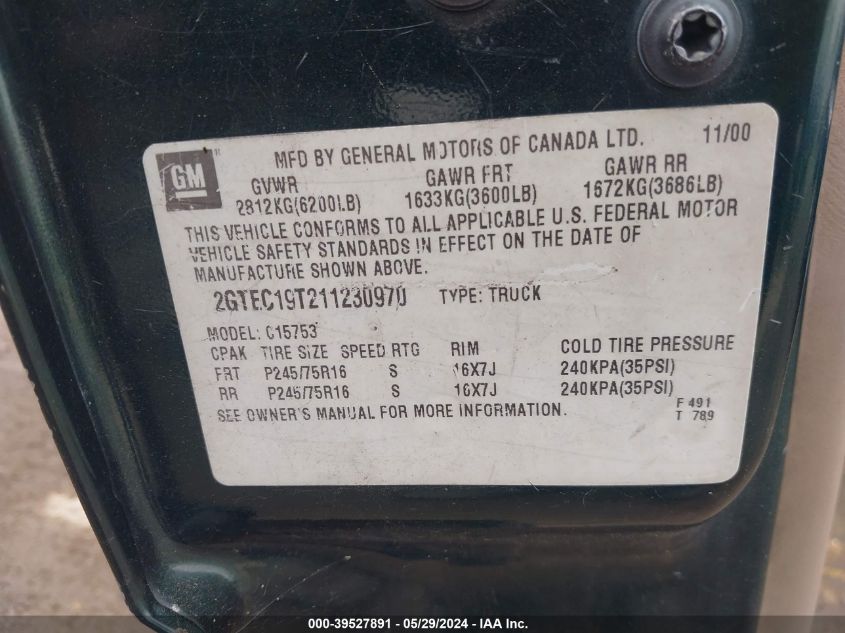 MFD BY GENERAL MOTORS OF CANADA LTD. 11/00
GM
GVWR GAWR FRT GAWR RR
2812KG(6200LB) 1633KG(3600LB) 1672KG(3686LB)
THIS VEHICLE CONFORMS TO ALL APPLICABLE U.S. FEDERAL MOTOR
VEHICLE SAFETY STANDARDS IN EFFECT ON THE DATE OF
MANUFACTURE SHOWN ABOVE.
2GTEC19T211230970 TYPE: TRUCK
MODEL: C15753
CPAK TIRE SIZE SPEED RTG RIM COLD TIRE PRESSURE
FRT P245/75R16 S 16X7J 240KPA(35PSI)
RR P245/75R16 S 16X7J 240KPA(35PSI)
SEE OWNER'S MANUAL FOR MORE INFORMATION.
F 491
T 789
000-39527891 - 05/29/2024 - IAA Inc.